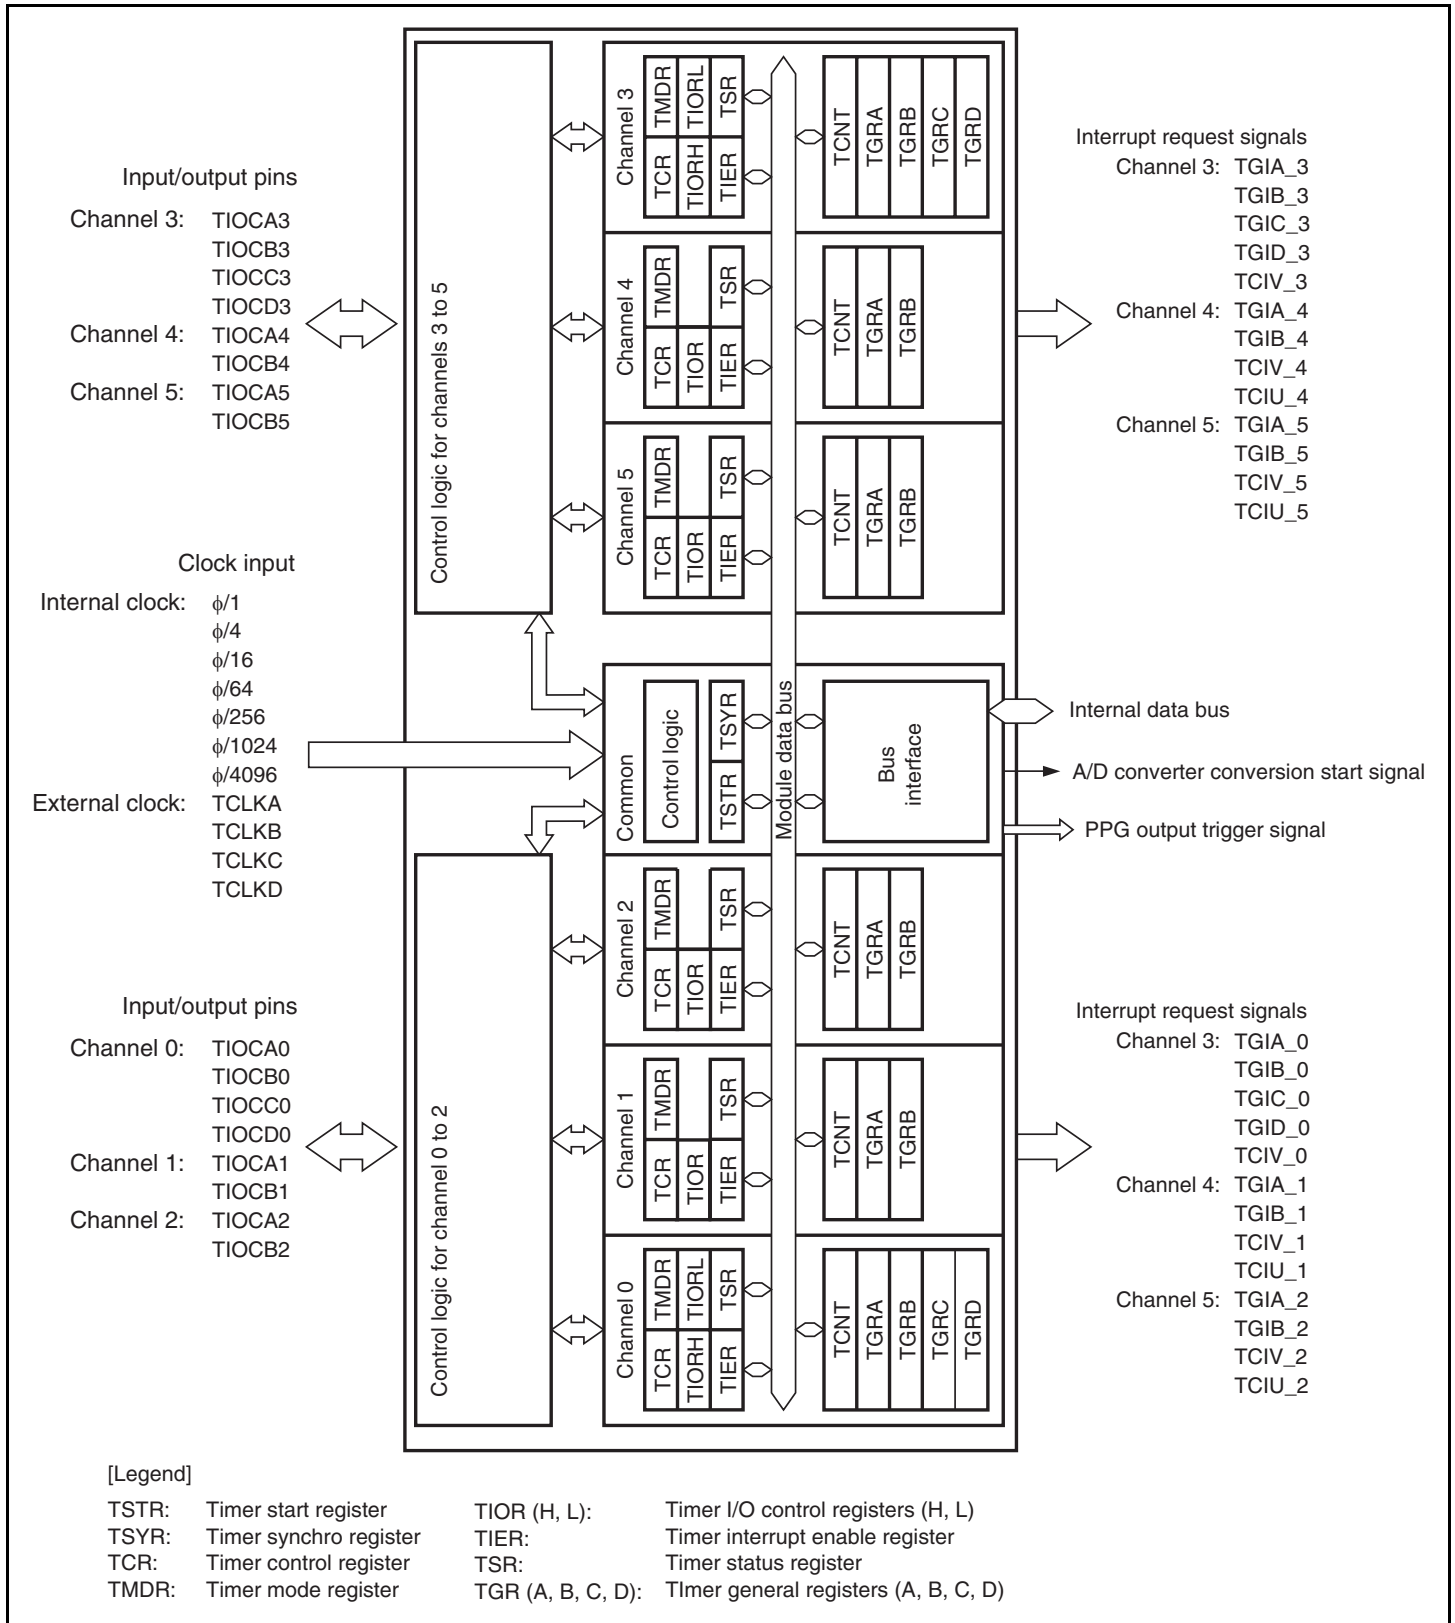 Input/output pins
Channel 3: TIOCA3
TIOCB3
TIOCC3
TIOCD3
Channel 4: TIOCA4
TIOCB4
Channel 5: TIOCA5
TIOCB5
Clock input
Internal clock: ϕ/1
ϕ/4
ϕ/16
ϕ/64
ϕ/256
ϕ/1024
ϕ/4096
External clock: TCLKA
TCLKB
TCLKC
TCLKD
Input/output pins
Channel 0: TIOCA0
TIOCB0
TIOCC0
TIOCD0
Channel 1: TIOCA1
TIOCB1
Channel 2: TIOCA2
TIOCB2
Control logic for channels 3 to 5
Control logic for channel 0 to 2
Channel 3
TCR TMDR
TIORH TIORL
TIER TSR
TCNT
TGRA
TGRB
TGRC
TGRD
Channel 4
TCR TMDR
TIOR
TIER TSR
TCNT
TGRA
TGRB
Channel 5
TCR TMDR
TIOR
TIER TSR
TCNT
TGRA
TGRB
Common
Control logic
TSTR TSYR
Module data bus
Bus
interface
Channel 2
TCR TMDR
TIOR
TIER TSR
TCNT
TGRA
TGRB
Channel 1
TCR TMDR
TIOR
TIER TSR
TCNT
TGRA
TGRB
Channel 0
TCR TMDR
TIORH TIORL
TIER TSR
TCNT
TGRA
TGRB
TGRC
TGRD
Interrupt request signals
Channel 3: TGIA_3
TGIB_3
TGIC_3
TGID_3
TCIV_3
Channel 4: TGIA_4
TGIB_4
TCIV_4
TCIU_4
Channel 5: TGIA_5
TGIB_5
TCIV_5
TCIU_5
Internal data bus
A/D converter conversion start signal
PPG output trigger signal
Interrupt request signals
Channel 3: TGIA_0
TGIB_0
TGIC_0
TGID_0
TCIV_0
Channel 4: TGIA_1
TGIB_1
TCIV_1
TCIU_1
Channel 5: TGIA_2
TGIB_2
TCIV_2
TCIU_2
[Legend]
TSTR: Timer start register
TSYR: Timer synchro register
TCR: Timer control register
TMDR: Timer mode register
TIOR (H, L): Timer I/O control registers (H, L)
TIER: Timer interrupt enable register
TSR: Timer status register
TGR (A, B, C, D): TImer general registers (A, B, C, D)